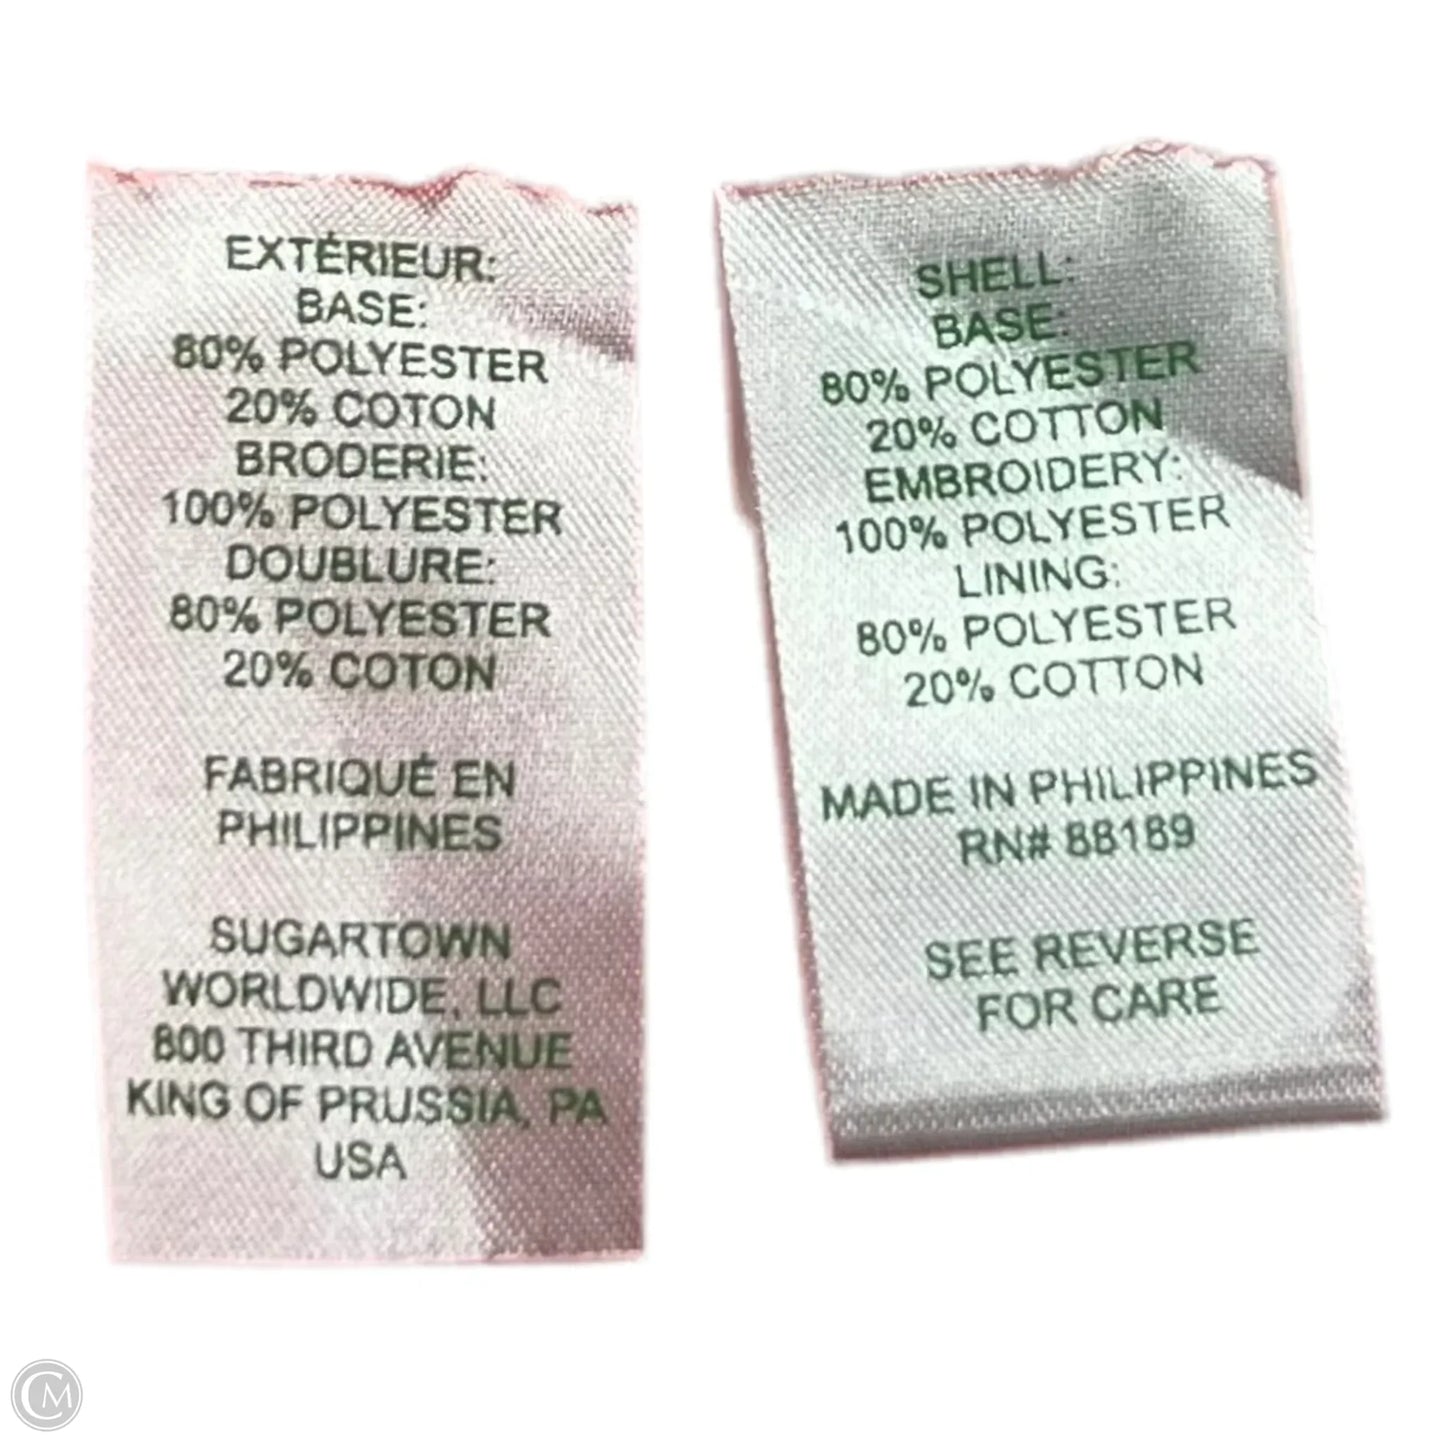 EXTÉRIEUR:
BASE:
80% POLYESTER
20% COTON
BRODERIE:
100% POLYESTER
DOUBLURE:
80% POLYESTER
20% COTON
FABRIQUÉ EN
PHILIPPINES
SUGARTOWN
WORLDWIDE, LLC
800 THIRD AVENUE
KING OF PRUSSIA, PA
USA
SHELL:
BASE:
80% POLYESTER
20% COTTON
EMBROIDERY:
100% POLYESTER
LINING:
80% POLYESTER
20% COTTON
MADE IN PHILIPPINES
RN# 88189
SEE REVERSE
FOR CARE
CM